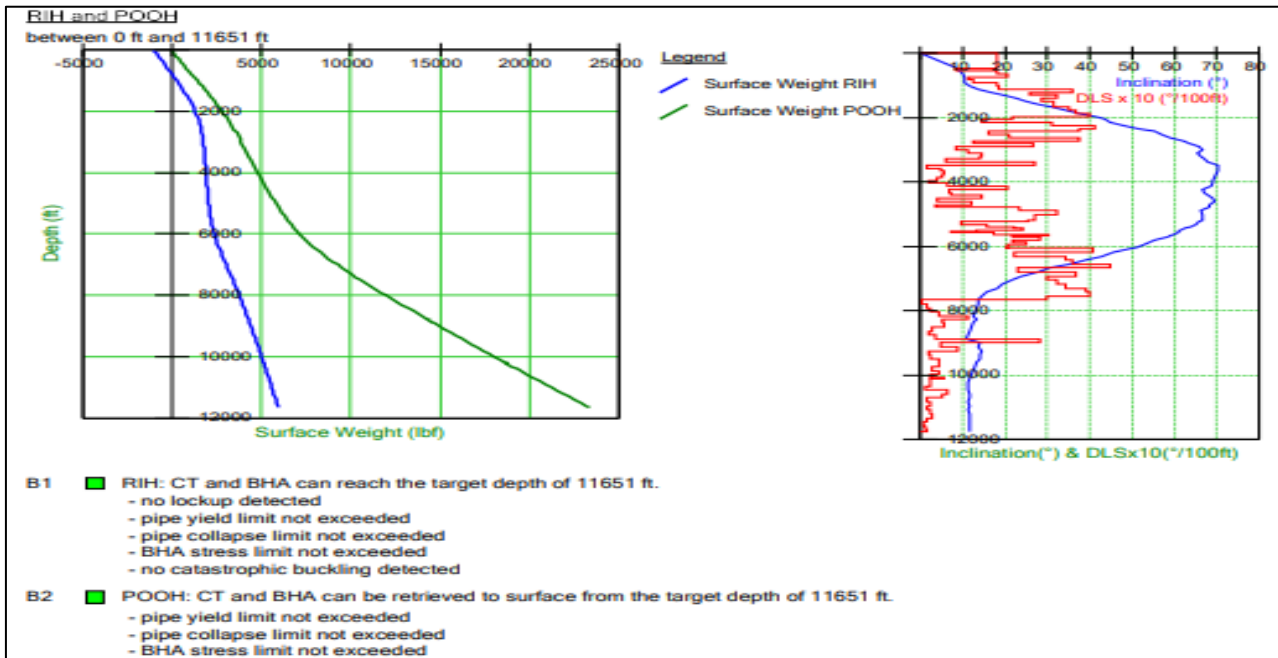 RIH and POOH
between 0 ft and 11651 ft
-5000 5000 10000 15000 20000 25000
2000
4000
6000
8000
10000
12000
Depth (ft)
Surface Weight (lbf)
Legend
Surface Weight RIH
Surface Weight POOH
10 20 30 40 50 60 70 80
Inclination (°)
DLS x 10 (°/100ft)
2000
4000
6000
8000
10000
12000
Inclination(°) & DLSx10(°/100ft)
B1 RIH: CT and BHA can reach the target depth of 11651 ft.
- no lockup detected
- pipe yield limit not exceeded
- pipe collapse limit not exceeded
- BHA stress limit not exceeded
- no catastrophic buckling detected
B2 POOH: CT and BHA can be retrieved to surface from the target depth of 11651 ft.
- pipe yield limit not exceeded
- pipe collapse limit not exceeded
- BHA stress limit not exceeded